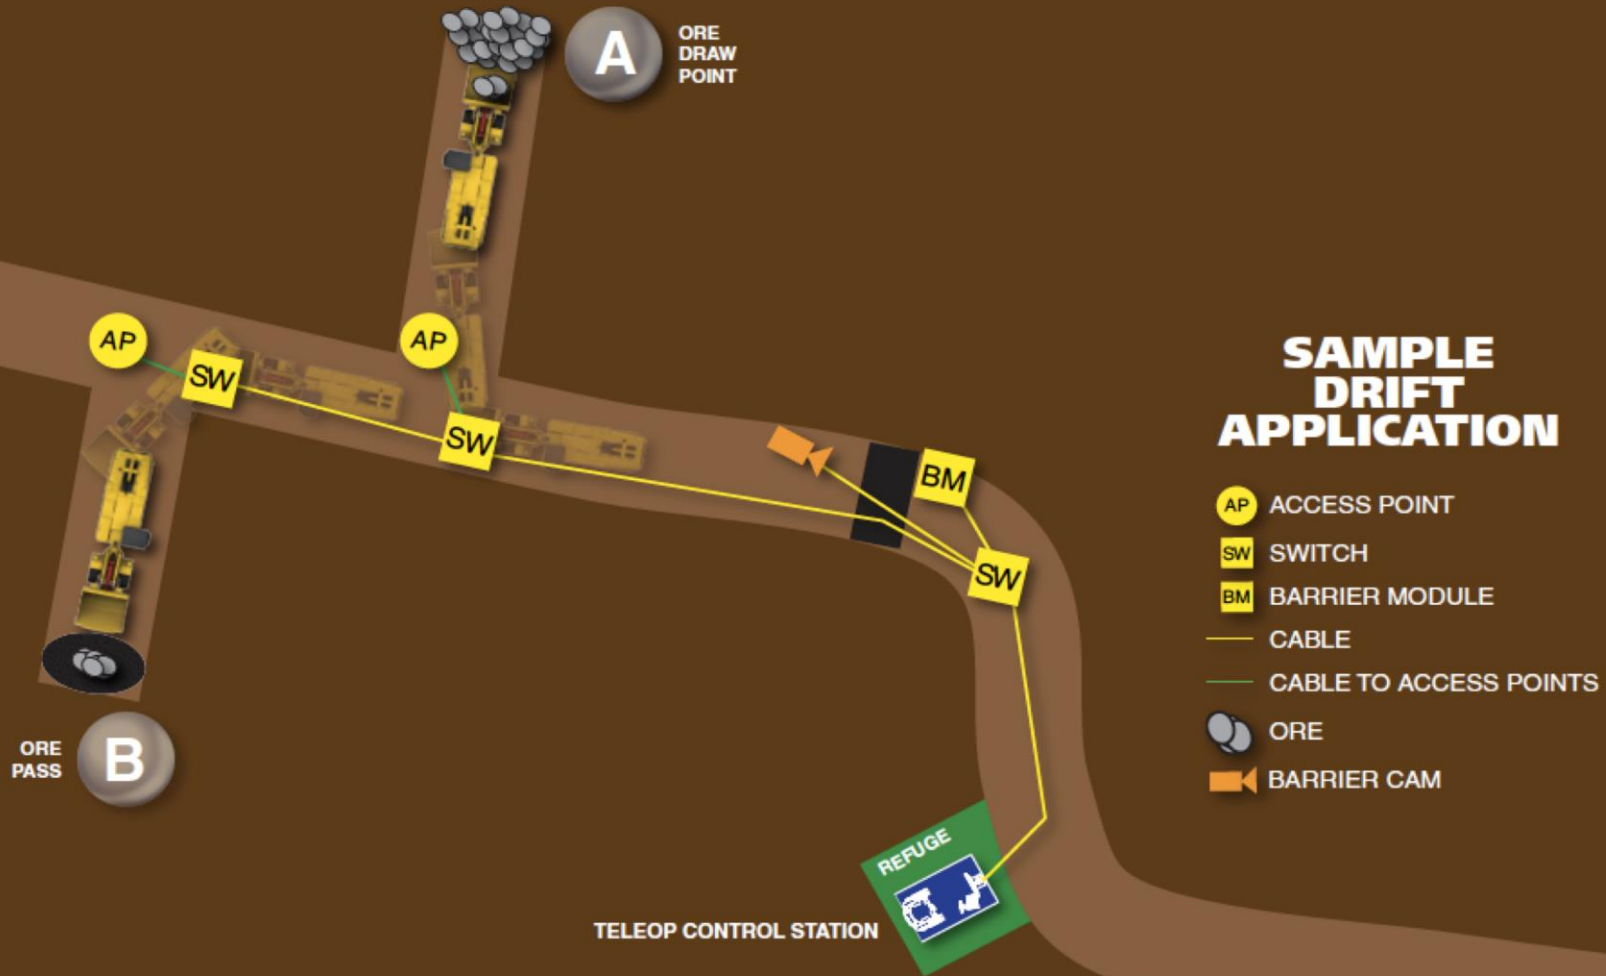 A
ORE
DRAW
POINT
AP
AP
SW
SW
BM
SW
SAMPLE
DRIFT
APPLICATION
AP ACCESS POINT
SW SWITCH
BM BARRIER MODULE
CABLE
CABLE TO ACCESS POINTS
ORE
BARRIER CAM
ORE
PASS
B
REFUGE
TELEOP CONTROL STATION